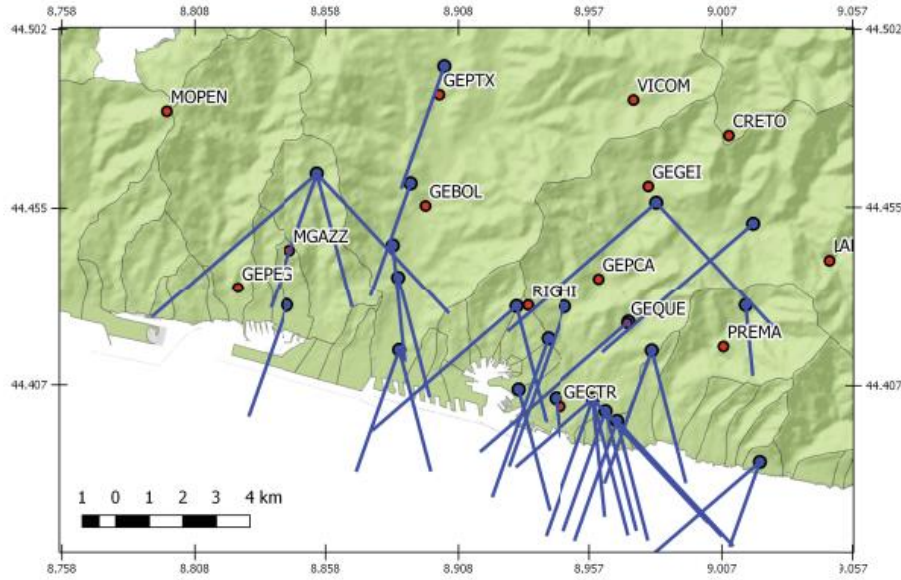 8.758 8.808 8.858 8.908 8.957 9.007 9.057
44.502 44.502
GEPTX
VICOM
MOPEN
CRETO
GEGEI
44.455 GEBOL 44.455
MGAZZ
GEPCA
GEPEG
RIGHI
GEQUE
PREMA
44.407 GECTR 44.407
1 0 1 2 3 4 km
8.758 8.808 8.858 8.908 8.957 9.007 9.057